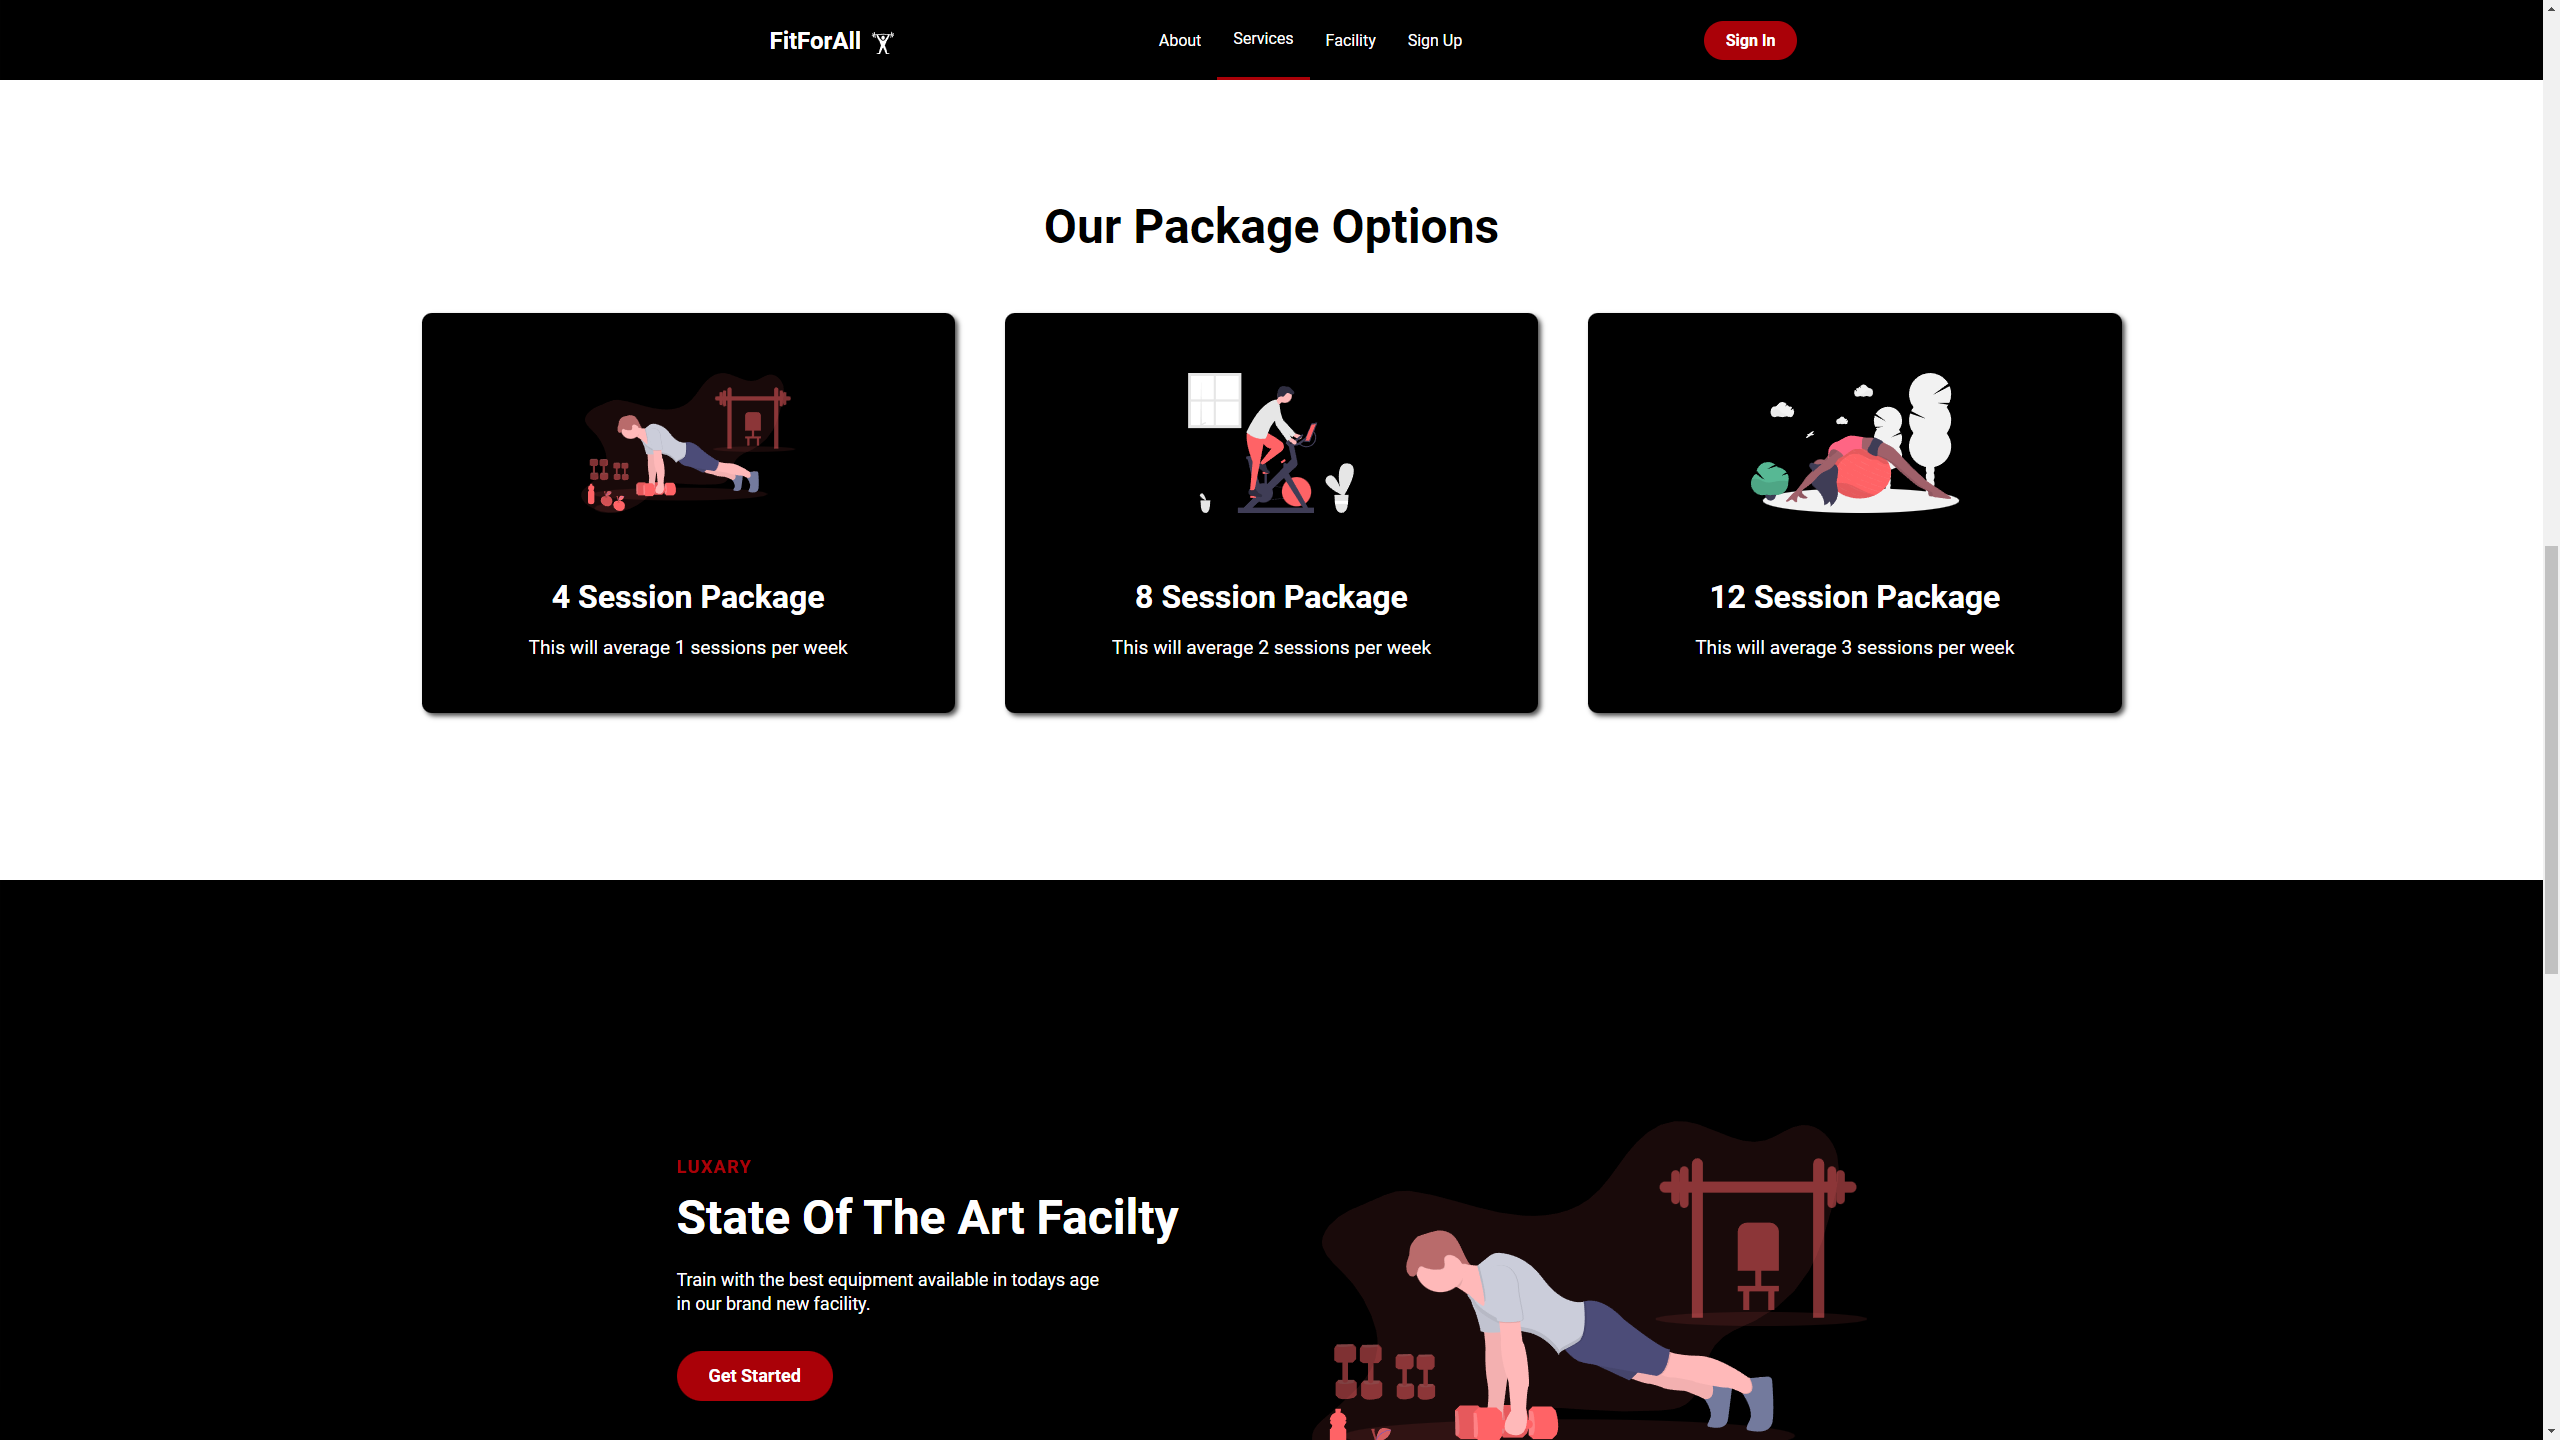 FitForAll
About
Services
Facility
Sign Up
Sign In
Our Package Options
4 Session Package
This will average 1 sessions per week
8 Session Package
This will average 2 sessions per week
12 Session Package
This will average 3 sessions per week
LUXARY
State Of The Art Facilty
Train with the best equipment available in todays age
in our brand new facility.
Get Started